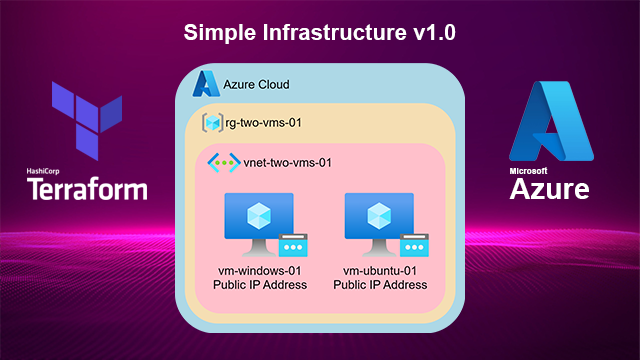 Simple Infrastructure v1.0
Azure Cloud
rg-two-vms-01
vnet-two-vms-01
vm-windows-01
Public IP Address
vm-ubuntu-01
Public IP Address
HashiCorp
Terraform
Microsoft
Azure